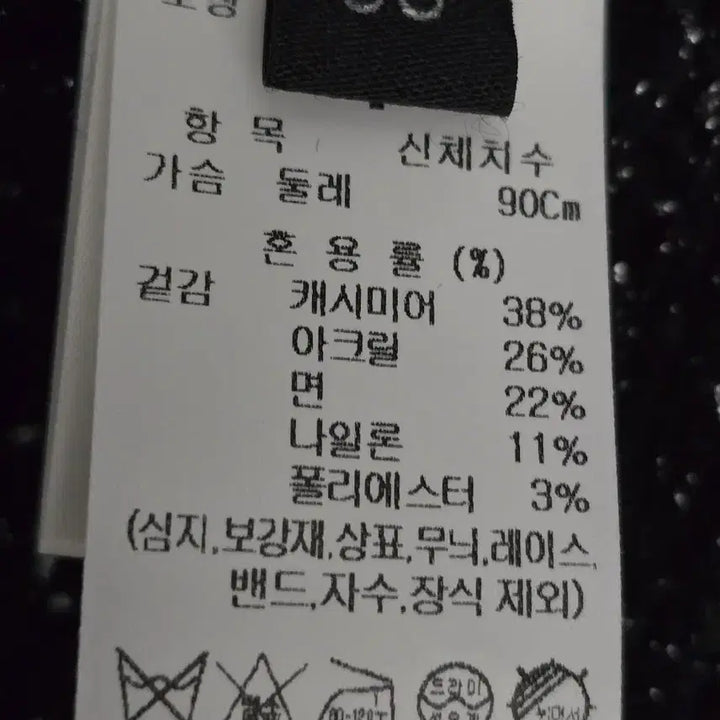 항 목 신체치수
가슴 둘레 90Cm
혼 용 률 (%)
겉감 캐시미어 38%
아크릴 26%
면 22%
나일론 11%
폴리에스터 3%
(심지,보강재,상표,무늬,레이스
밴드,자수,장식 제외)
드라이